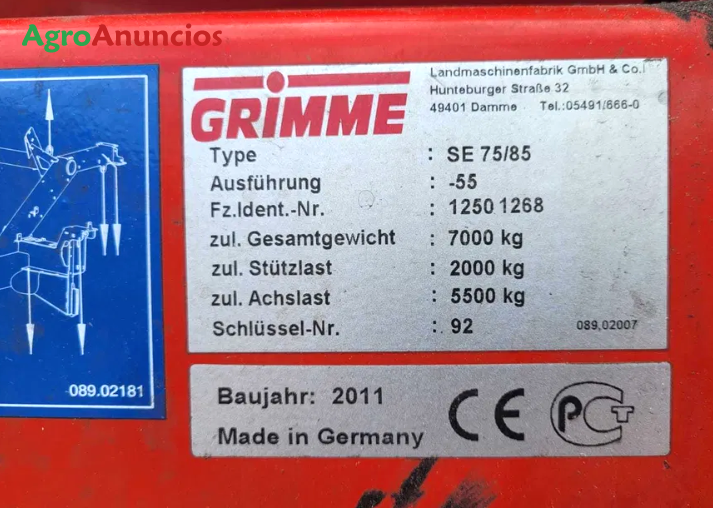 AgroAnuncios
GRIMME
Landmaschinenfabrik GmbH & Co.
Hunteburger Straße 32
49401 Damme Tel.:05491/666-0
Type : SE 75/85
Ausführung : -55
Fz.Ident.-Nr. : 1250 1268
zul. Gesamtgewicht : 7000 kg
zul. Stützlast : 2000 kg
zul. Achslast : 5500 kg
Schlüssel-Nr. : 92
089.02007
089.02181
Baujahr: 2011
Made in Germany
CE
PCT